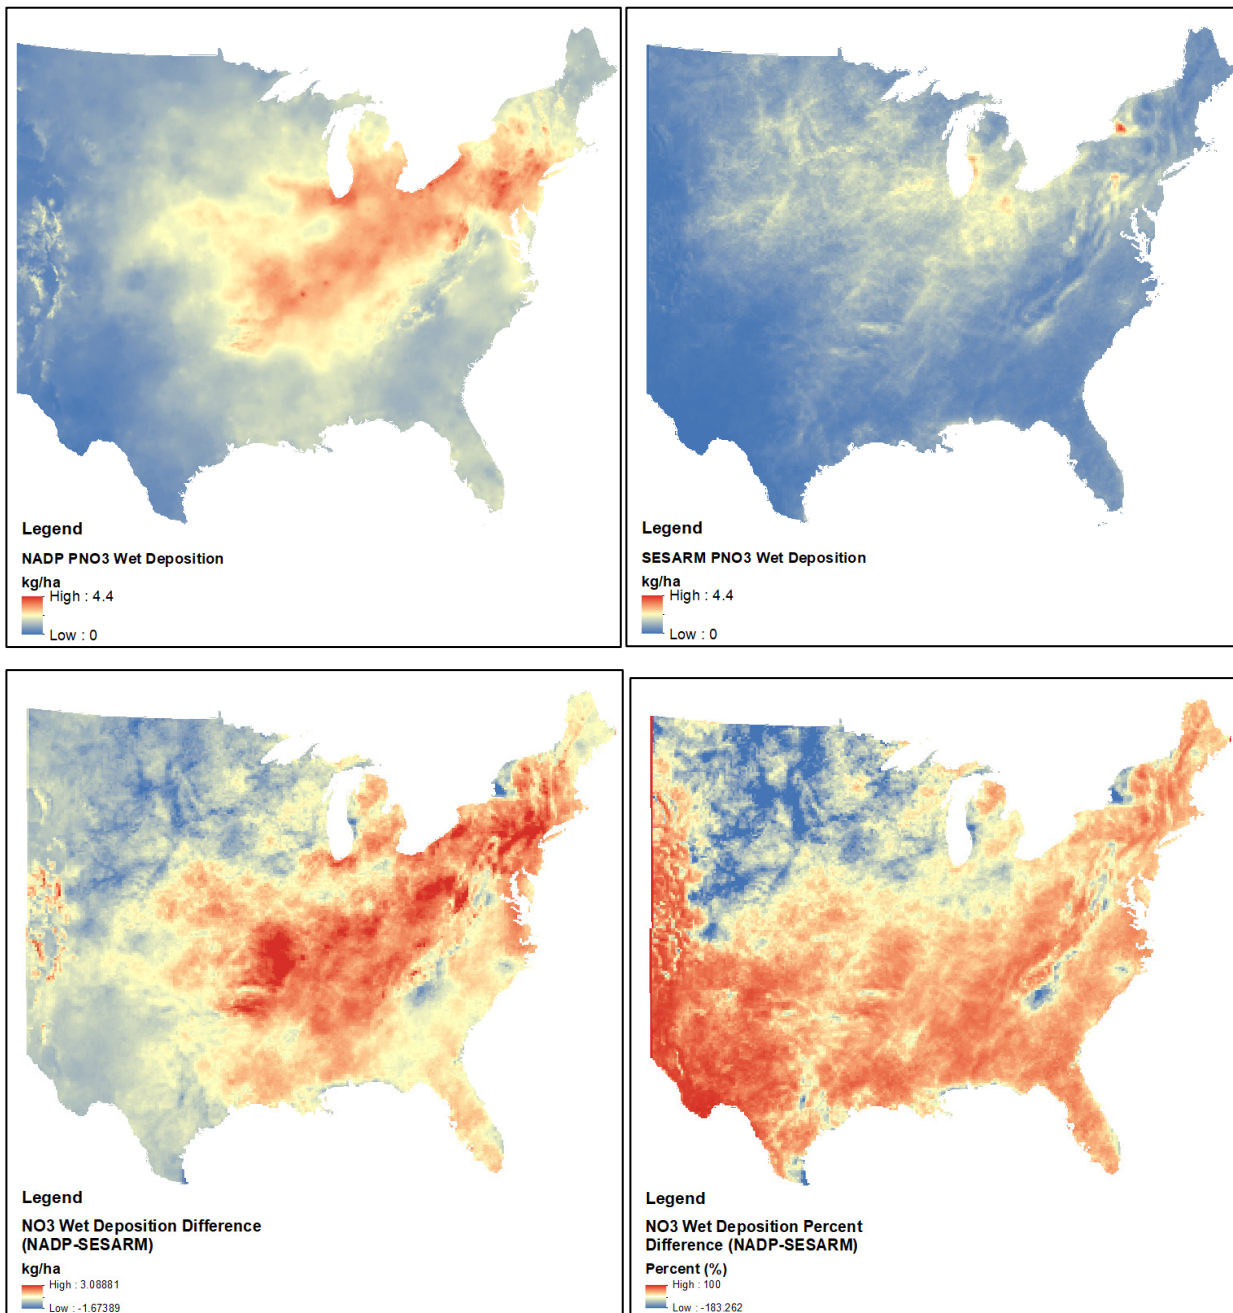 Legend
NADP PNO3 Wet Deposition
kg/ha
High : 4.4
Low : 0
Legend
SESARM PNO3 Wet Deposition
kg/ha
High : 4.4
Low : 0
Legend
NO3 Wet Deposition Difference
(NADP-SESARM)
kg/ha
High : 3.08881
Low : -1.67389
Legend
NO3 Wet Deposition Percent
Difference (NADP-SESARM)
Percent (%)
High : 100
Low : -183.262